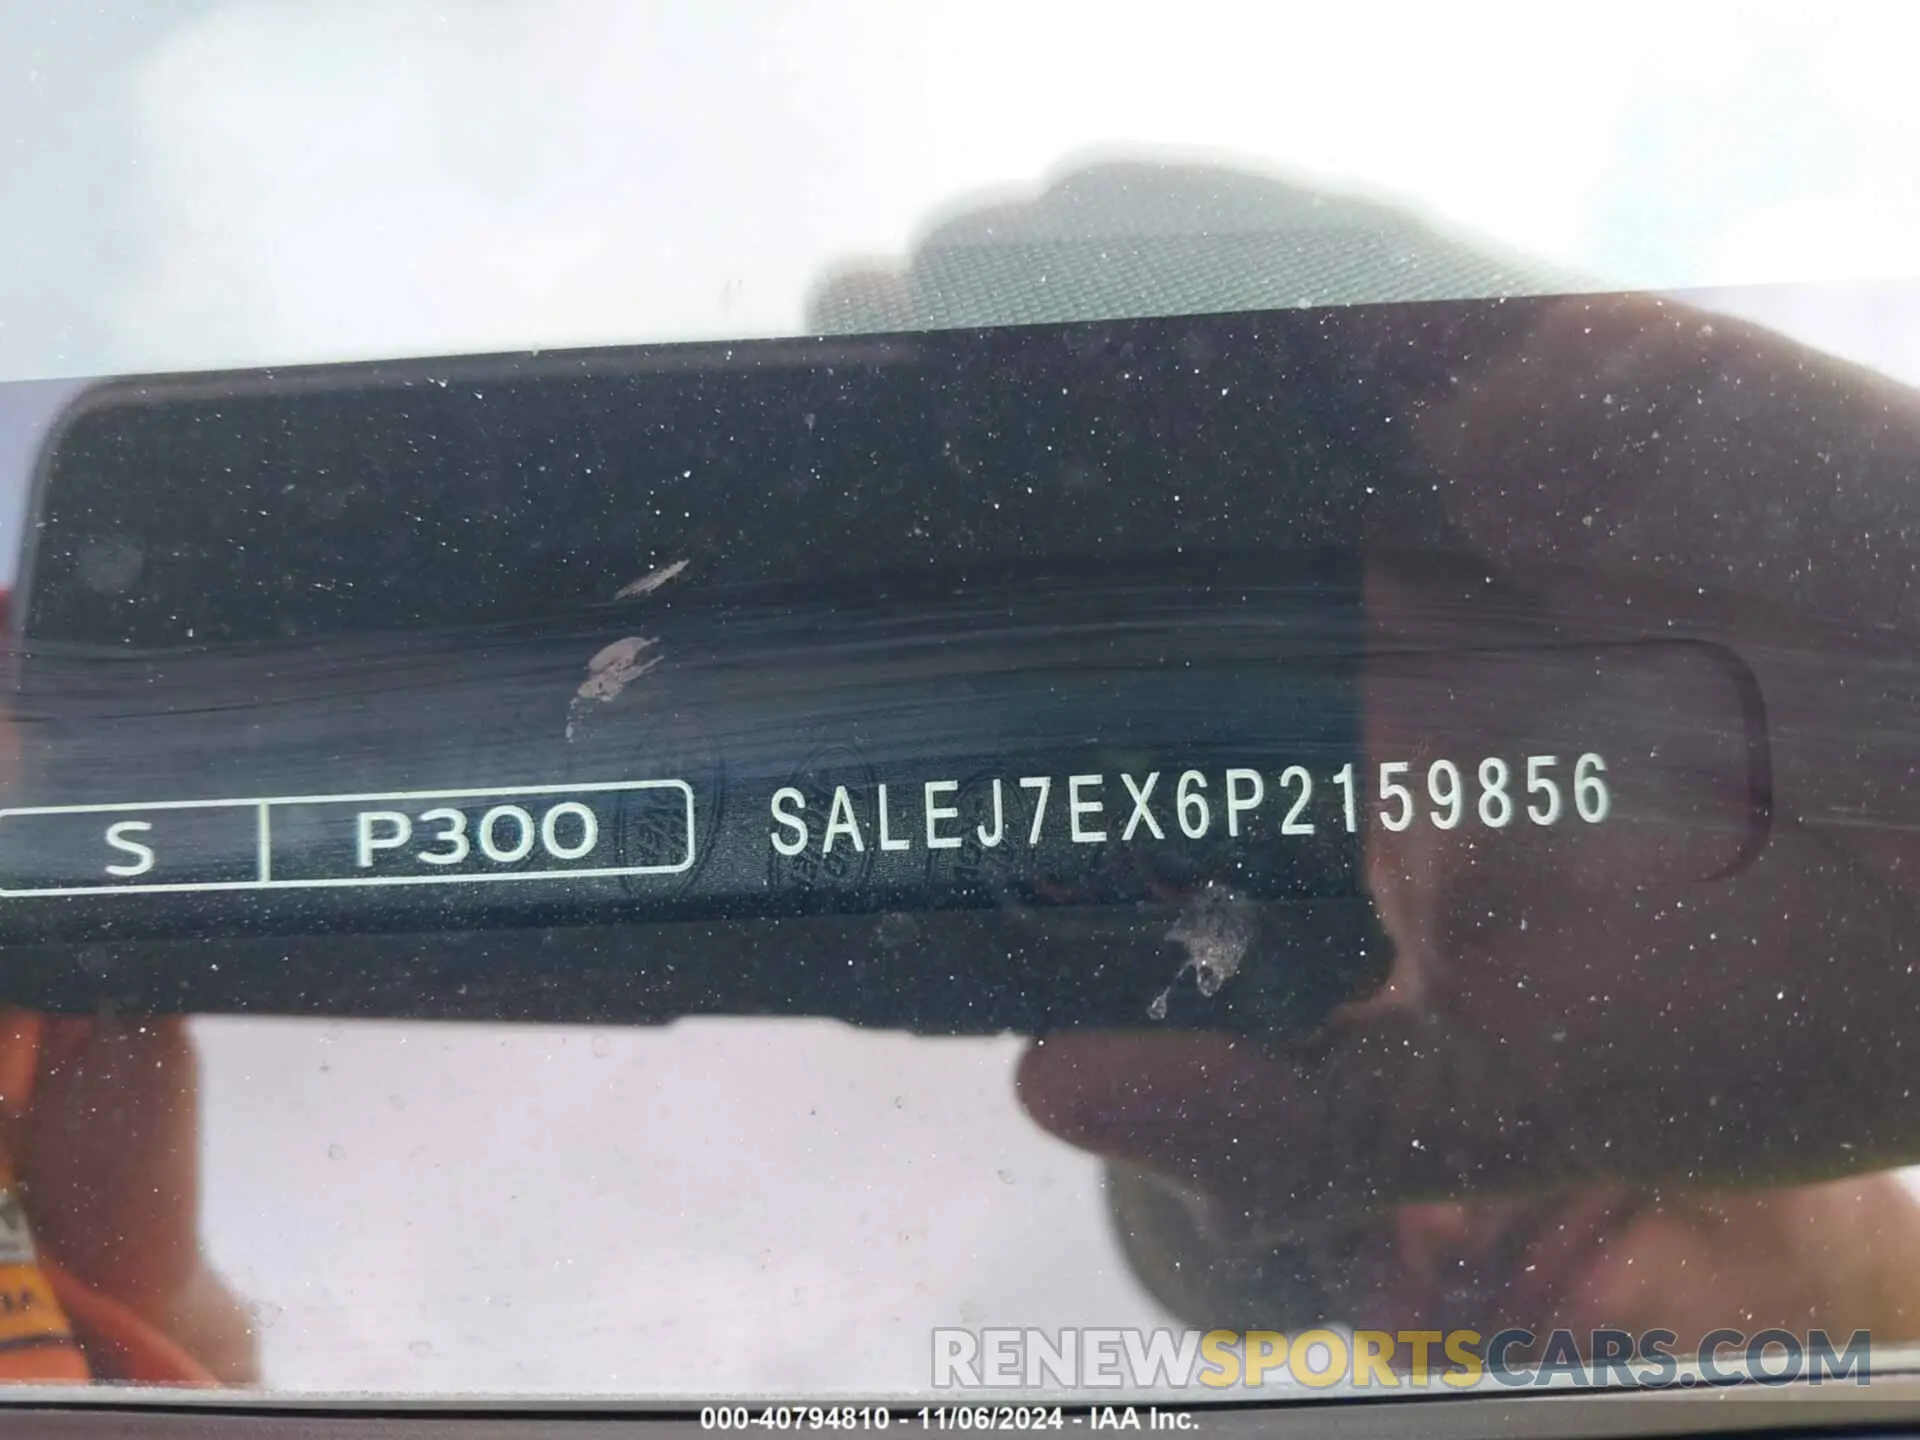 S P300 SALEJ7EX6P2159856
RENEWSPORTSCARS.COM
000-40794810 - 11/06/2024 - IAA Inc.